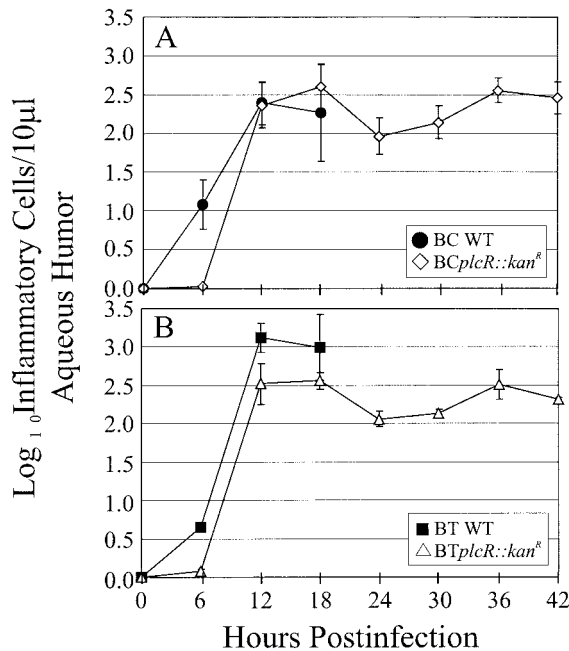 A
3.5
3.0
2.5
2.0
1.5
1.0
0.5
0.0
BC WT
BCplcR::kanᴿ
Log₁₀Inflammatory Cells/10µl
Aqueous Humor
B
3.5
3.0
2.5
2.0
1.5
1.0
0.5
0.0
BT WT
BTplcR::kanᴿ
0 6 12 18 24 30 36 42
Hours Postinfection